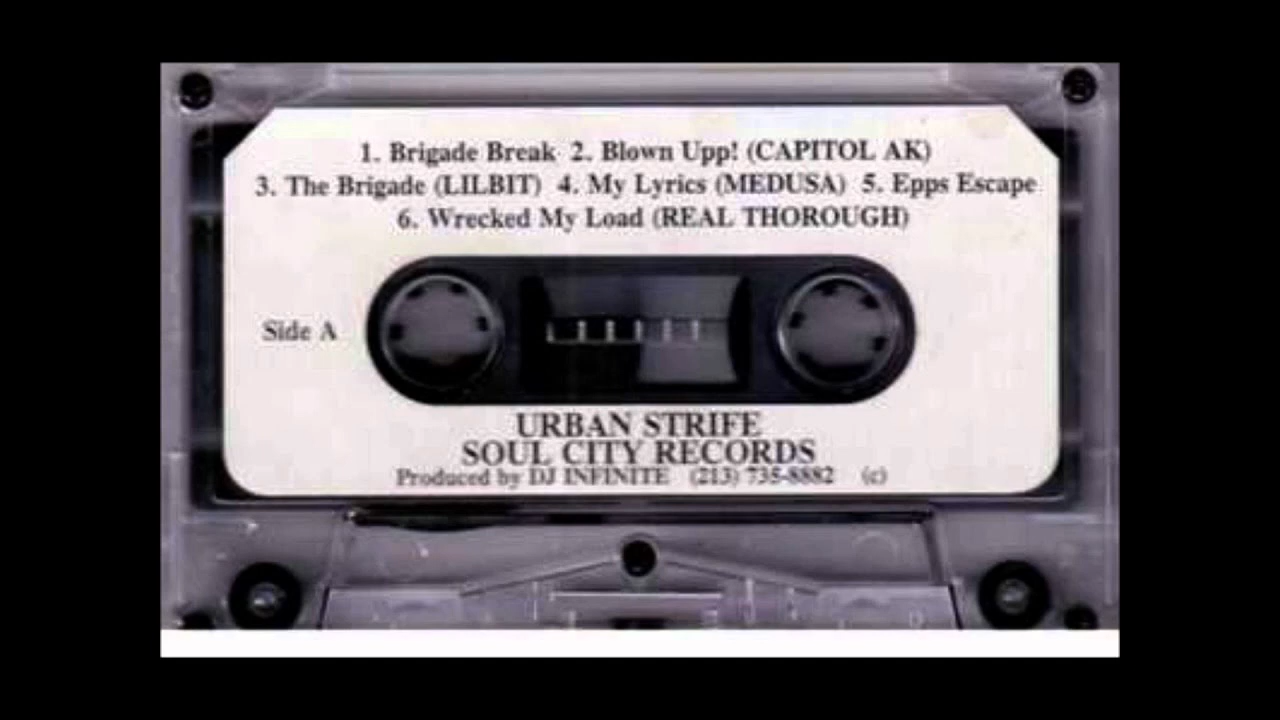 1. Brigade Break 2. Blown Upp! (CAPITOL AK)
3. The Brigade (LILBIT) 4. My Lyrics (MEDUSA) 5. Epps Escape
6. Wrecked My Load (REAL THOROUGH)
Side A
URBAN STRIFE
SOUL CITY RECORDS
Produced by DJ INFINITE (213) 735-8882 (c)